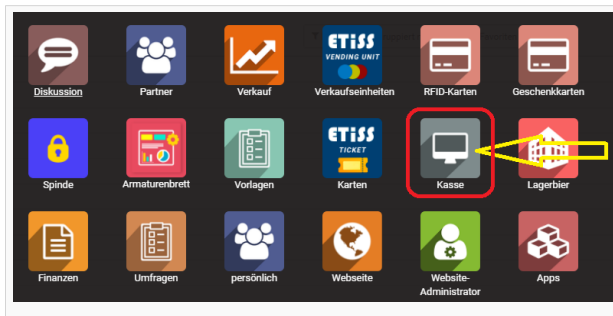 ETiSS
VENDING UNIT
Diskussion
Partner
Verkauf
Verkaufseinheiten
RFID-Karten
Geschenkkarten
ETiSS
TICKET
Spinde
Armaturenbrett
Vorlagen
Karten
Kasse
Lagerbier
Finanzen
Umfragen
persönlich
Webseite
Website-
Administrator
Apps